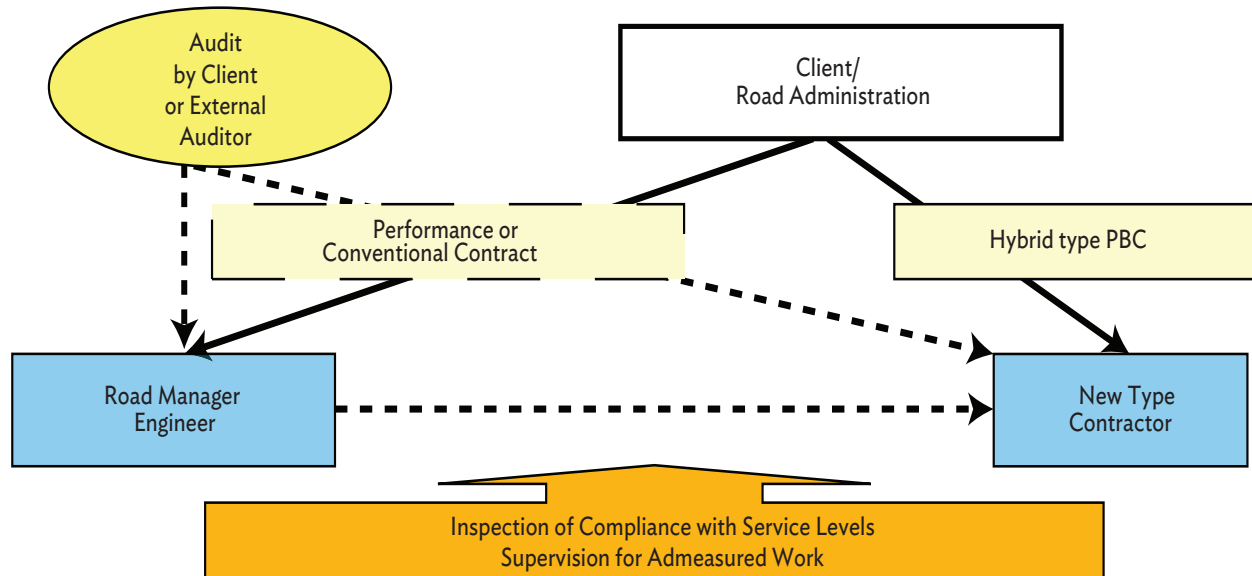 Audit
by Client
or External
Auditor
Client/
Road Administration
Performance or
Conventional Contract
Hybrid type PBC
Road Manager
Engineer
New Type
Contractor
Inspection of Compliance with Service Levels
Supervision for Admeasured Work